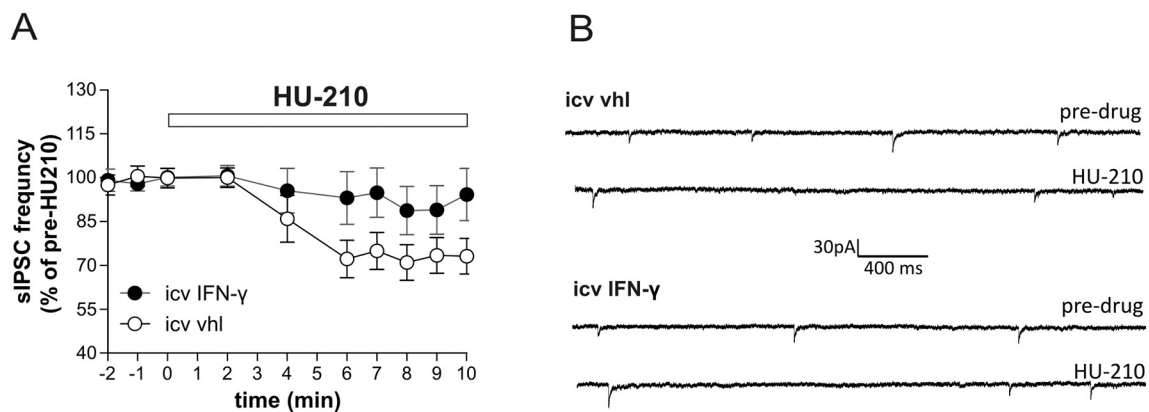 A
B
HU-210
sIPSC frequncy
(% of pre-HU210)
130
115
100
85
70
55
40
icv IFN-γ
icv vhl
-2 -1 0 1 2 3 4 5 6 7 8 9 10
time (min)
icv vhl
pre-drug
HU-210
30pA
400 ms
icv IFN-γ
pre-drug
HU-210